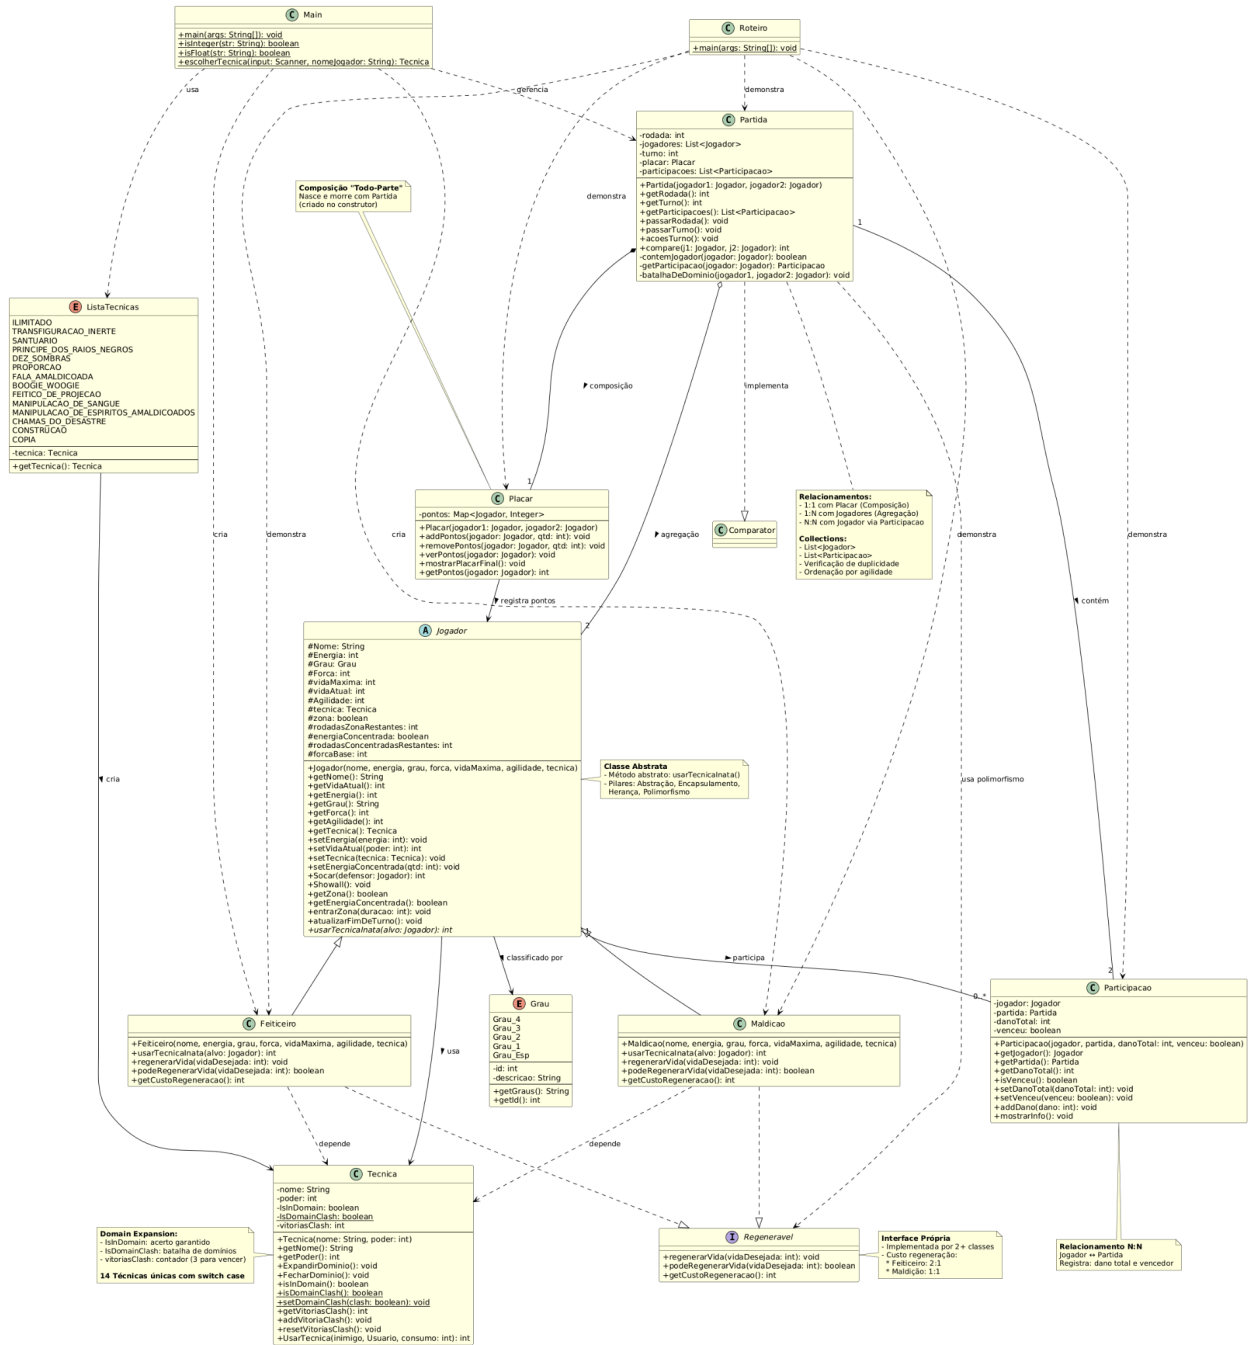 Main
+main(args: String[]): void
+isInteger(str: String): boolean
+isFloat(str: String): boolean
+escolherTecnica(input: Scanner, nomeJogador: String): Tecnica
Roteiro
+main(args: String[]): void
usa
gerencia
demonstra
Partida
-rodada: int
-jogadores: List<Jogador>
-turno: int
-placar: Placar
-participacoes: List<Participacao>
+Partida(jogador1: Jogador, jogador2: Jogador)
+getRodada(): int
+getTurno(): int
+getParticipacoes(): List<Participacao>
+passarRodada(): void
+passarTurno(): void
+acoesTurno(): void
+compare(j1: Jogador, j2: Jogador): int
-contemJogador(jogador: Jogador): boolean
-getParticipacao(jogador: Jogador): Participacao
-batalhaDeDominio(jogador1, jogador2: Jogador): void
Composição "Todo-Parte"
Nasce e morre com Partida
(criado no construtor)
demonstra
1
ListaTecnicas
ILIMITADO
TRANSFIGURACAO_INERTE
SANTUARIO
PRINCIPE_DOS_RAIOS_NEGROS
DEZ_SOMBRAS
PROPORCAO
FALA_AMALDICOADA
BOOGIE_WOOGIE
FEITICO_DE_PROJECAO
MANIPULACAO_DE_SANGUE
MANIPULACAO_DE_ESPIRITOS_AMALDICOADOS
CHAMAS_DO_DESASTRE
CONSTRUCAO
COPIA
-tecnica: Tecnica
+getTecnica(): Tecnica
composição
implementa
1
Placar
-pontos: Map<Jogador, Integer>
+Placar(jogador1: Jogador, jogador2: Jogador)
+addPontos(jogador: Jogador, qtd: int): void
+removePontos(jogador: Jogador, qtd: int): void
+verPontos(jogador: Jogador): void
+mostrarPlacarFinal(): void
+getPontos(jogador: Jogador): int
Comparator
Relacionamentos:
- 1:1 com Placar (Composição)
- 1:N com Jogadores (Agregação)
- N:N com Jogador via Participacao
Collections:
- List<Jogador>
- List<Participacao>
- Verificação de duplicidade
- Ordenação por agilidade
cria
demonstra
cria
agregação
demonstra
demonstra
registra pontos
contém
2
Jogador
#Nome: String
#Energia: int
#Grau: Grau
#Forca: int
#vidaMaxima: int
#vidaAtual: int
#Agilidade: int
#tecnica: Tecnica
#zona: boolean
#rodadasZonaRestantes: int
#energiaConcentrada: boolean
#rodadasConcentradasRestantes: int
#forcaBase: int
+Jogador(nome, energia, grau, forca, vidaMaxima, agilidade, tecnica)
+getNome(): String
+getVidaAtual(): int
+getEnergia(): int
+getGrau(): String
+getForca(): int
+getAgilidade(): int
+getTecnica(): Tecnica
+setEnergia(energia: int): void
+setVidaAtual(poder: int): int
+setTecnica(tecnica: Tecnica): void
+setEnergiaConcentrada(qtd: int): void
+Socar(defensor: Jogador): int
+Showall(): void
+getZona(): boolean
+getEnergiaConcentrada(): boolean
+entrarZona(duracao: int): void
+atualizarFimDeTurno(): void
+usarTecnicaInata(alvo: Jogador): int
Classe Abstrata
- Método abstrato: usarTecnicaInata()
- Pilares: Abstração, Encapsulamento,
Herança, Polimorfismo
cria
usa polimorfismo
1
classificado por
participa
2
0..*
Feiticeiro
+Feiticeiro(nome, energia, grau, forca, vidaMaxima, agilidade, tecnica)
+usarTecnicaInata(alvo: Jogador): int
+regenerarVida(vidaDesejada: int): void
+podeRegenerarVida(vidaDesejada: int): boolean
+getCustoRegeneracao(): int
usa
Grau
Grau_4
Grau_3
Grau_2
Grau_1
Grau_Esp
-id: int
-descricao: String
+getGraus(): String
+getId(): int
Maldicao
+Maldicao(nome, energia, grau, forca, vidaMaxima, agilidade, tecnica)
+usarTecnicaInata(alvo: Jogador): int
+regenerarVida(vidaDesejada: int): void
+podeRegenerarVida(vidaDesejada: int): boolean
+getCustoRegeneracao(): int
Participacao
-jogador: Jogador
-partida: Partida
-danoTotal: int
-venceu: boolean
+Participacao(jogador, partida, danoTotal: int, venceu: boolean)
+getJogador(): Jogador
+getPartida(): Partida
+getDanoTotal(): int
+isVenceu(): boolean
+setDanoTotal(danoTotal: int): void
+setVenceu(venceu: boolean): void
+addDano(dano: int): void
+mostrarInfo(): void
depende
depende
Domain Expansion:
- IsInDomain: acerto garantido
- IsDomainClash: batalha de domínios
- vitoriasClash: contador (3 para vencer)
14 Técnicas únicas com switch case
Tecnica
-nome: String
-poder: int
-IsInDomain: boolean
-IsDomainClash: boolean
-vitoriasClash: int
+Tecnica(nome: String, poder: int)
+getNome(): String
+getPoder(): int
+ExpandirDominio(): void
+FecharDominio(): void
+isInDomain(): boolean
+isDomainClash(): boolean
+setDomainClash(clash: boolean): void
+getVitoriasClash(): int
+addVitoriaClash(): void
+resetVitoriasClash(): void
+UsarTecnica(inimigo, Usuario, consumo: int): int
Regeneravel
+regenerarVida(vidaDesejada: int): void
+podeRegenerarVida(vidaDesejada: int): boolean
+getCustoRegeneracao(): int
Interface Própria
- Implementada por 2+ classes
- Custo regeneração:
* Feiticeiro: 2:1
* Maldição: 1:1
Relacionamento N:N
Jogador ↔ Partida
Registra: dano total e vencedor